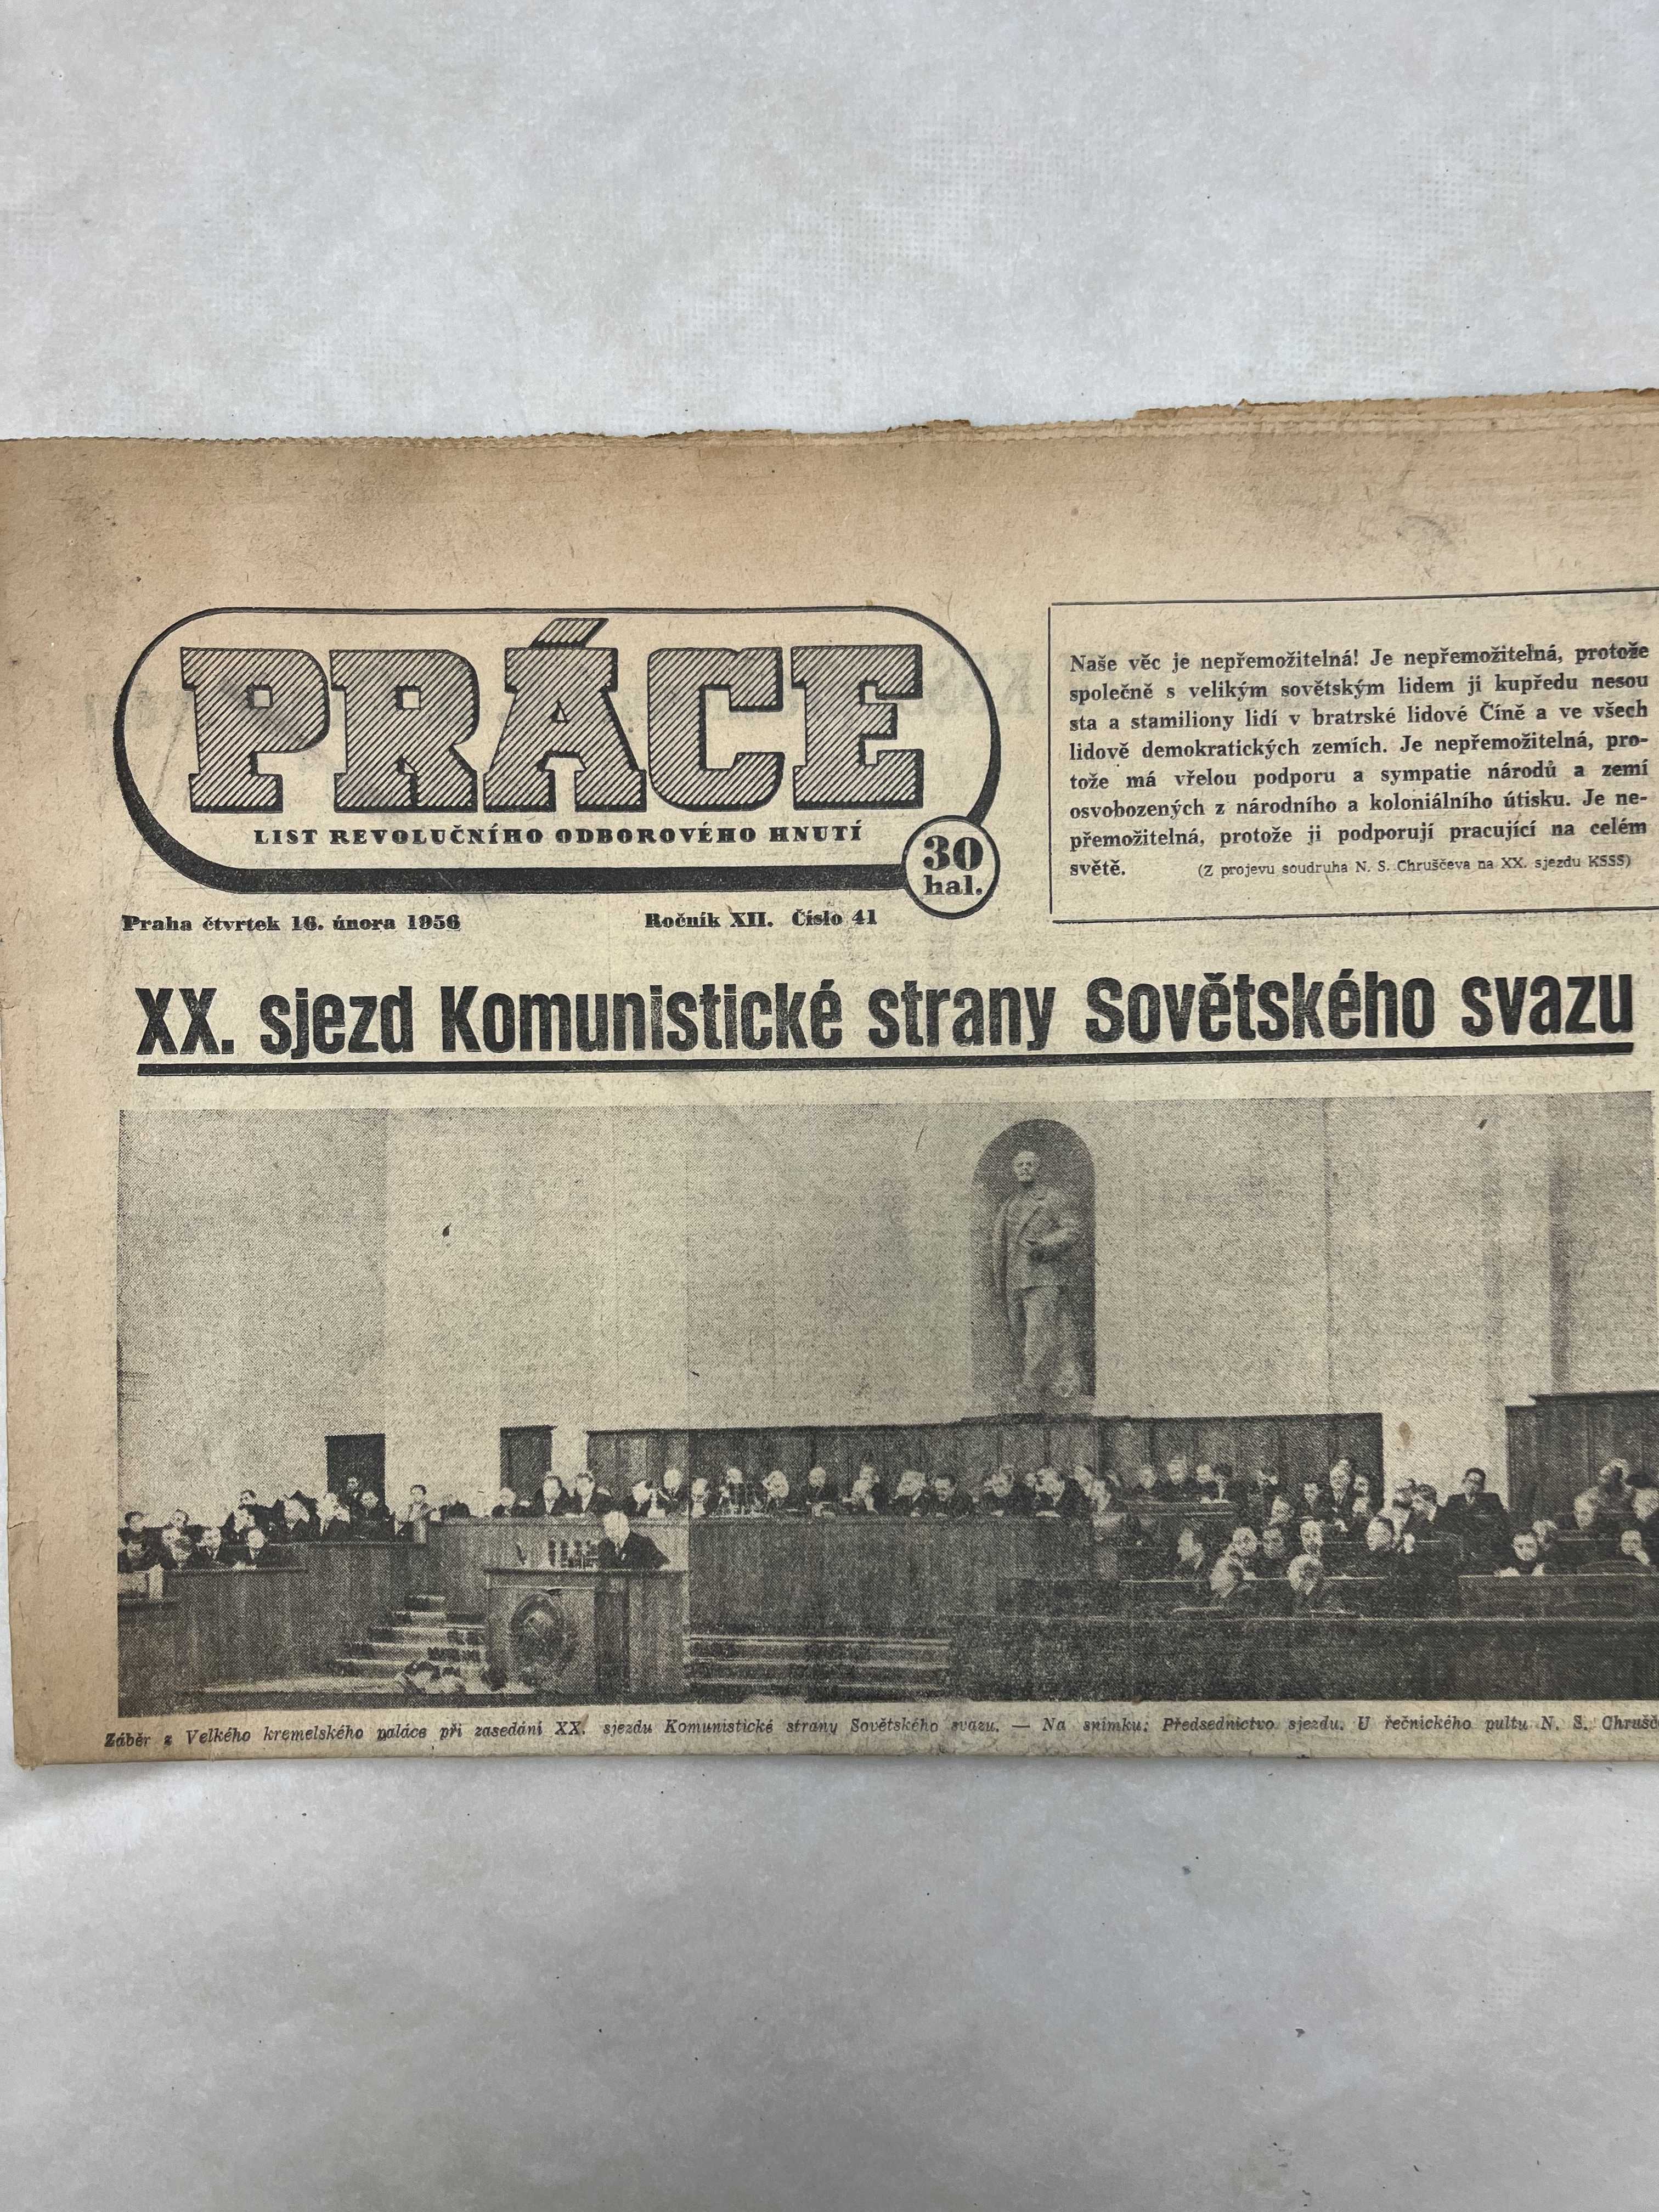 PRÁCE
LIST REVOLUČNÍHO ODBOROVÉHO HNUTÍ
30
hal.
Praha čtvrtek 16. února 1956
Ročník XII. Číslo 41
Naše věc je nepřemožitelná! Je nepřemožitelná, protože
společně s velikým sovětským lidem ji kupředu nesou
sta a stamiliony lidí v bratrské lidové Číně a ve všech
lidově demokratických zemích. Je nepřemožitelná, pro-
tože má vřelou podporu a sympatie národů a zemí
osvobozených z národního a koloniálního útisku. Je ne-
přemožitelná, protože ji podporují pracující na celém
světě. (Z projevu soudruha N. S. Chruščeva na XX. sjezdu KSSS)
XX. sjezd Komunistické strany Sovětského svazu
Záběr z Velkého kremelského paláce při zasedání XX. sjezdu Komunistické strany Sovětského svazu. — Na snímku: Předsednictvo sjezdu. U řečnického pultu N. S. Chrušč